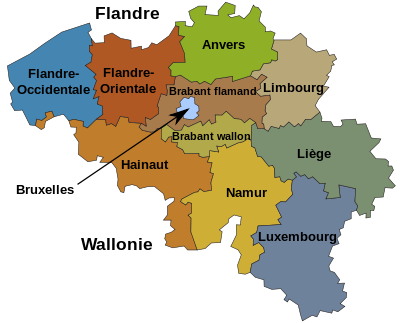 Flandre
Anvers
Flandre-
Occidentale
Flandre-
Orientale
Brabant flamand
Limbourg
Brabant wallon
Liège
Hainaut
Bruxelles
Namur
Wallonie
Luxembourg